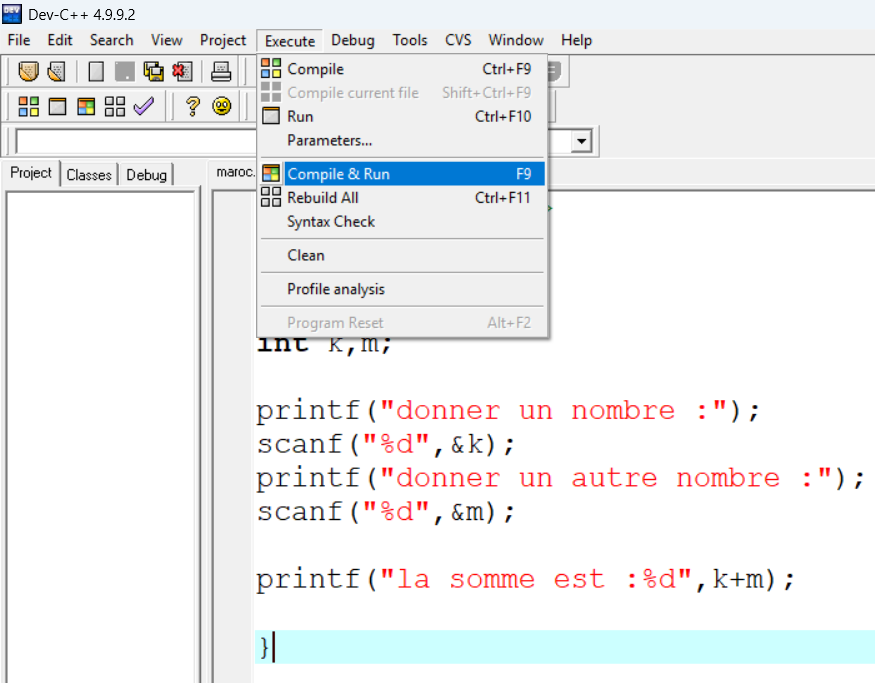 Dev-C++ 4.9.9.2
File Edit Search View Project Execute Debug Tools CVS Window Help
Compile Ctrl+F9
Compile current file Shift+Ctrl+F9
Run Ctrl+F10
Parameters...
Project Classes Debug maroc.
Compile & Run F9
Rebuild All Ctrl+F11
Syntax Check
Clean
Profile analysis
Program Reset Alt+F2
int k,m;
printf("donner un nombre :");
scanf("%d",&k);
printf("donner un autre nombre :");
scanf("%d",&m);
printf("la somme est :%d",k+m);
}